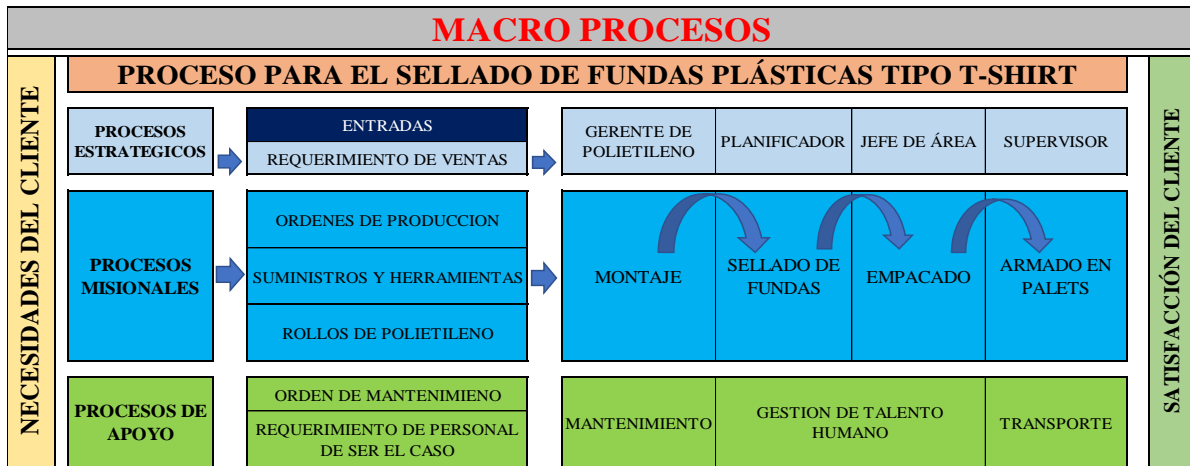 MACRO PROCESOS
NECESIDADES DEL CLIENTE
PROCESO PARA EL SELLADO DE FUNDAS PLÁSTICAS TIPO T-SHIRT
SATISFACCIÓN DEL CLIENTE
PROCESOS
ESTRATEGICOS
ENTRADAS
REQUERIMIENTO DE VENTAS
GERENTE DE
POLIETILENO
PLANIFICADOR
JEFE DE ÁREA
SUPERVISOR
PROCESOS
MISIONALES
ORDENES DE PRODUCCION
SUMINISTROS Y HERRAMIENTAS
ROLLOS DE POLIETILENO
MONTAJE
SELLADO DE
FUNDAS
EMPACADO
ARMADO EN
PALETS
PROCESOS DE
APOYO
ORDEN DE MANTENIMIENO
REQUERIMIENTO DE PERSONAL
DE SER EL CASO
MANTENIMIENTO
GESTION DE TALENTO
HUMANO
TRANSPORTE